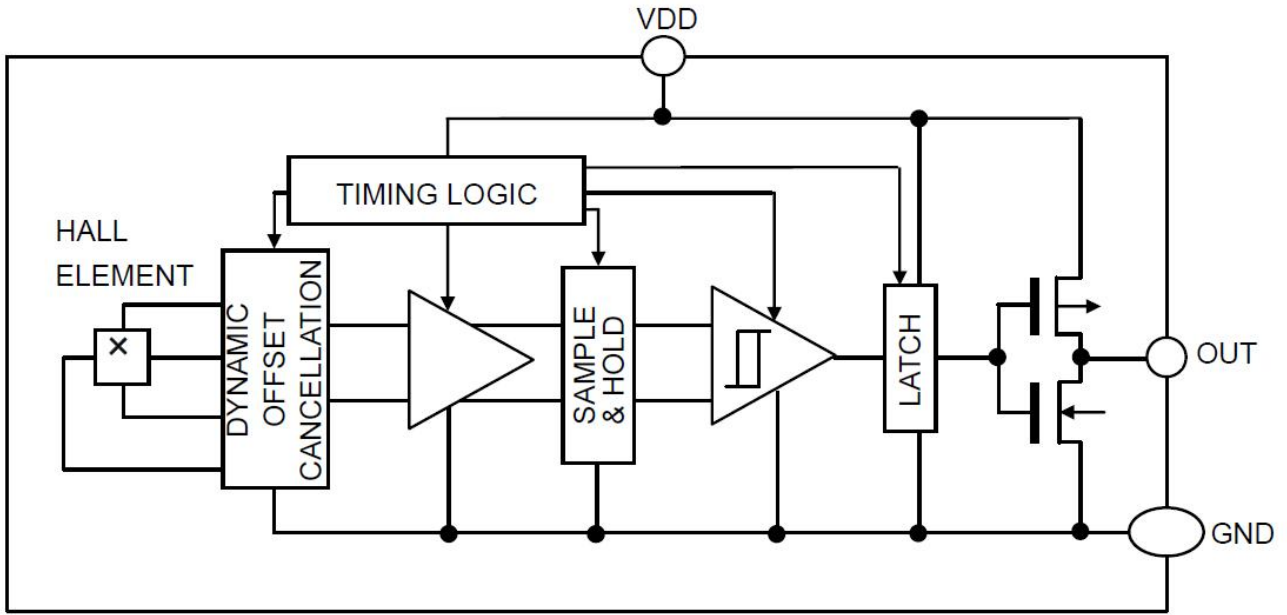 VDD
TIMING LOGIC
HALL
ELEMENT
DYNAMIC
OFFSET
CANCELLATION
SAMPLE
& HOLD
LATCH
OUT
GND